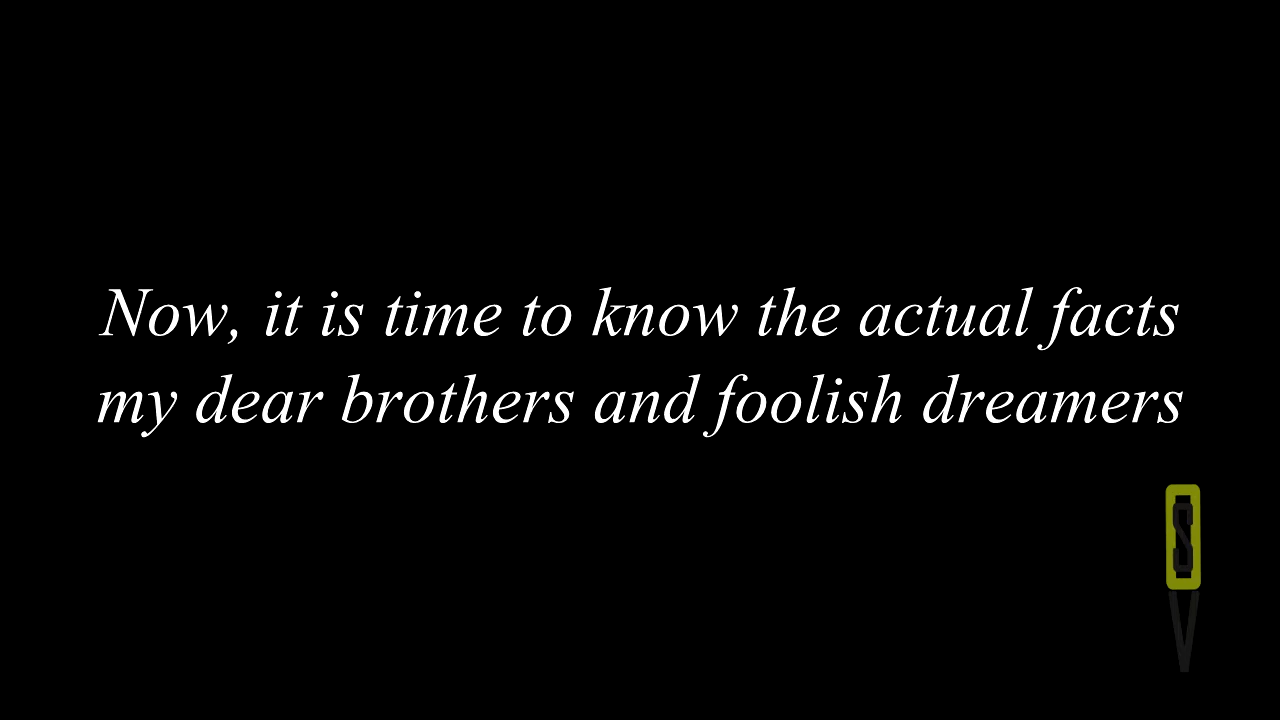 Now, it is time to know the actual facts
my dear brothers and foolish dreamers
S
V